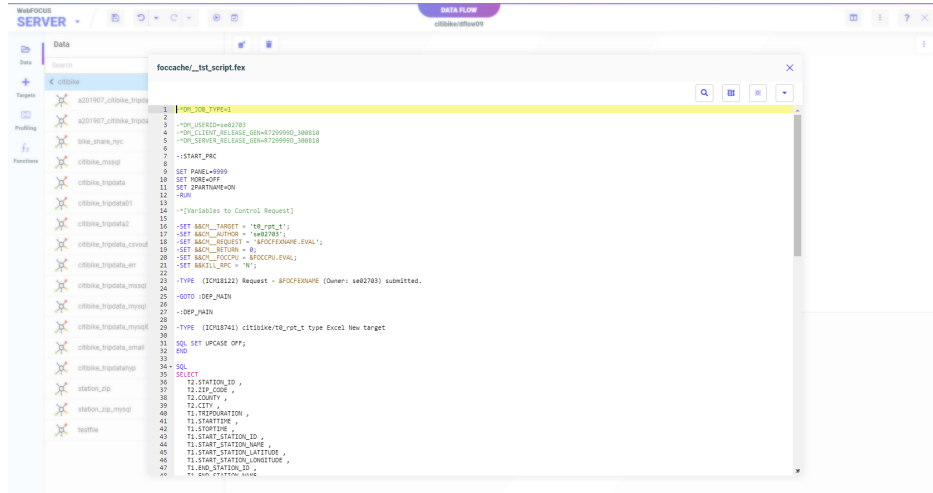 WebFOCUS
SERVER
DATA FLOW
citibike/dflow09
Data
Targets
Profiling
Functions
Data
Search
citibike
a201907_citibike_tripda
a201907_citibike_tripda
bike_share_nyc
citibike_mssql
citibike_tripdata
citibike_tripdata01
citibike_tripdata2
citibike_tripdata_csvout
citibike_tripdata_err
citibike_tripdata_mssql
citibike_tripdata_mysql
citibike_tripdata_mysql
citibike_tripdata_small
citibike_tripdatahyp
station_zip
station_zip_mysql
testfile
foccache/__tst_script.fex
1 -*DM_JOB_TYPE=1
2
3 -*DM_USERID=se02703
4 -*DM_CLIENT_RELEASE_GEN=R729999D_300810
5 -*DM_SERVER_RELEASE_GEN=R729999D_300810
6
7 -:START_PRC
8
9 SET PANEL=9999
10 SET MORE=OFF
11 SET 2PARTNAME=ON
12 -RUN
13
14 -*[Variables to Control Request]
15
16 -SET &&CM__TARGET = 't0_rpt_t';
17 -SET &&CM__AUTHOR = 'se02703';
18 -SET &&CM__REQUEST = '&FOCFEXNAME.EVAL';
19 -SET &&CM__RETURN = 0;
20 -SET &&CM__FOCCPU = &FOCCPU.EVAL;
21 -SET &&KILL_RPC = 'N';
22
23 -TYPE (ICM18122) Request - &FOCFEXNAME (Owner: se02703) submitted.
24
25 -GOTO :DEP_MAIN
26
27 -:DEP_MAIN
28
29 -TYPE (ICM18741) citibike/t0_rpt_t type Excel New target
30
31 SQL SET UPCASE OFF;
32 END
33
34 SQL
35 SELECT
36 T2.STATION_ID ,
37 T2.ZIP_CODE ,
38 T2.COUNTY ,
39 T2.CITY ,
40 T1.TRIPDURATION ,
41 T1.STARTTIME ,
42 T1.STOPTIME ,
43 T1.START_STATION_ID ,
44 T1.START_STATION_NAME ,
45 T1.START_STATION_LATITUDE ,
46 T1.START_STATION_LONGITUDE ,
47 T1.END_STATION_ID ,
48 T1.END_STATION_NAME